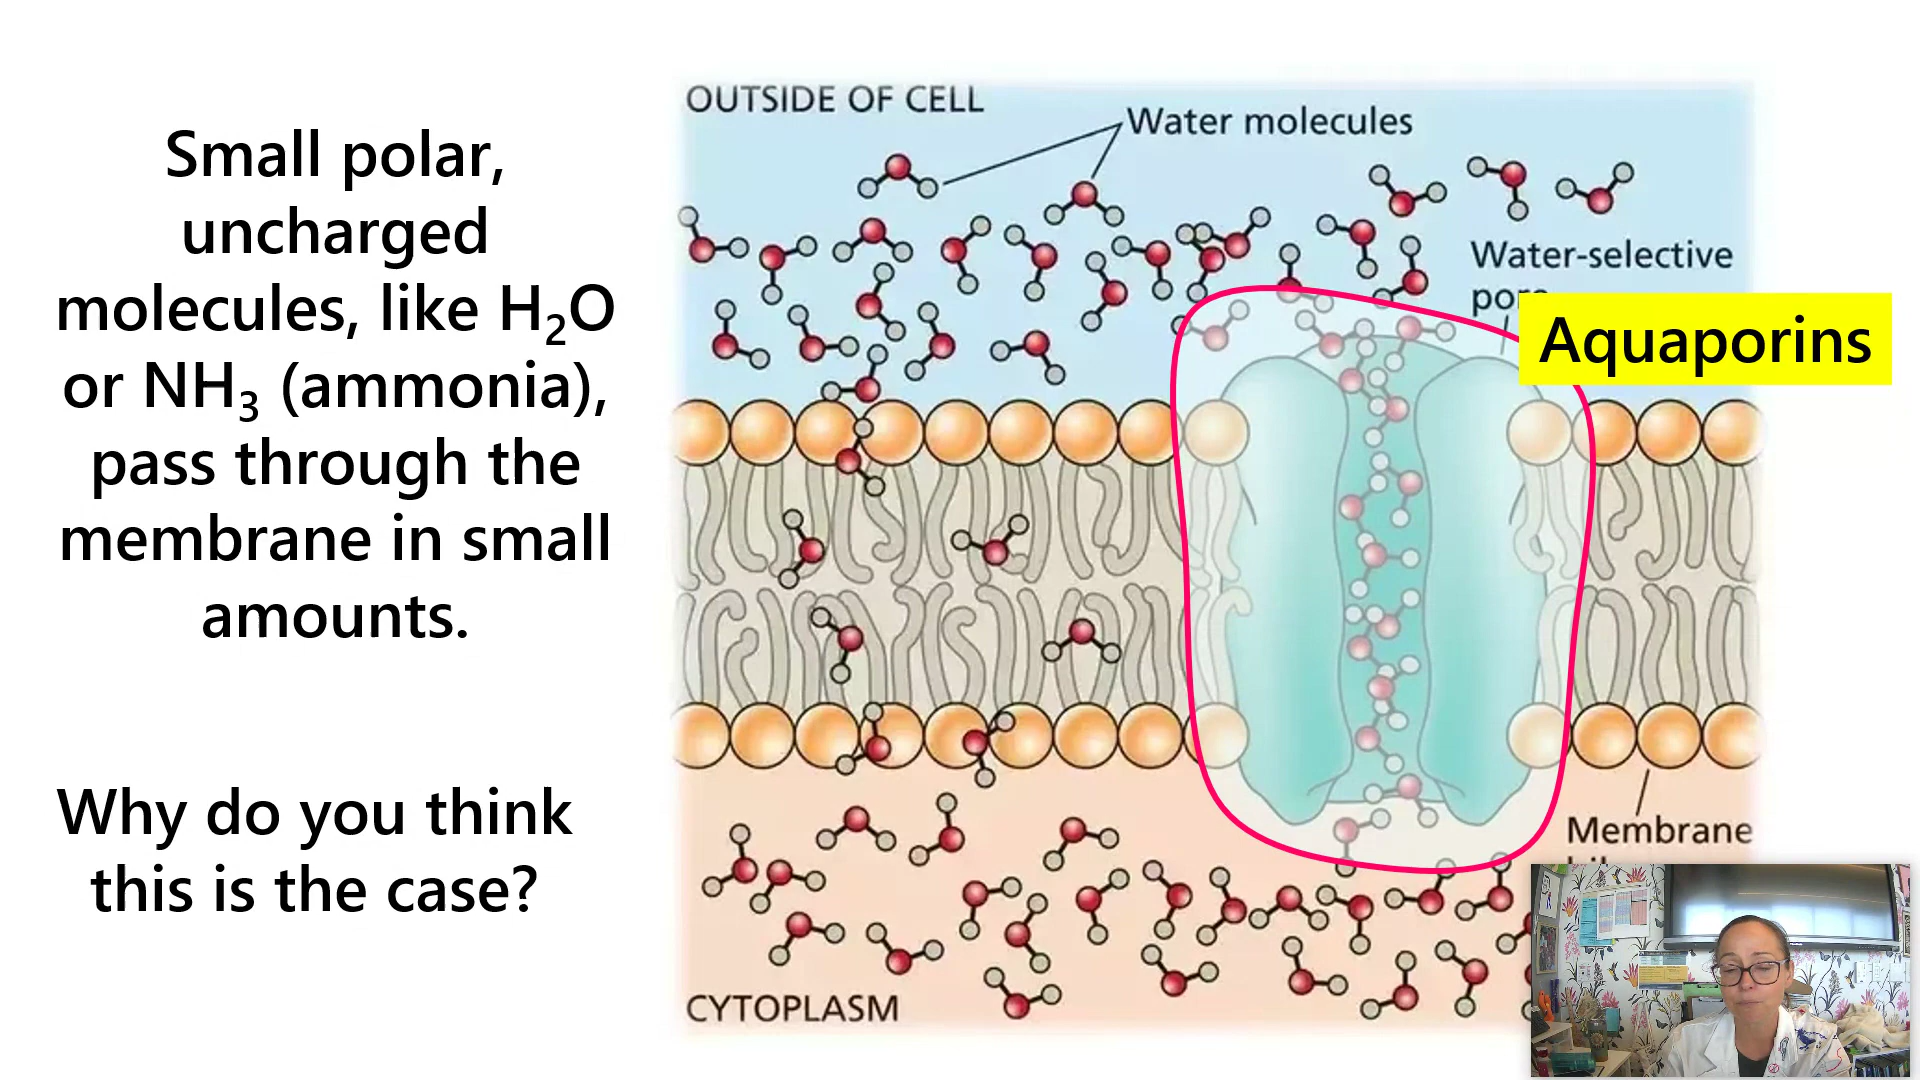 Small polar,
uncharged
molecules, like H₂O
or NH₃ (ammonia),
pass through the
membrane in small
amounts.
Why do you think
this is the case?
OUTSIDE OF CELL
Water molecules
Water-selective
Aquaporins
Membrane
CYTOPLASM